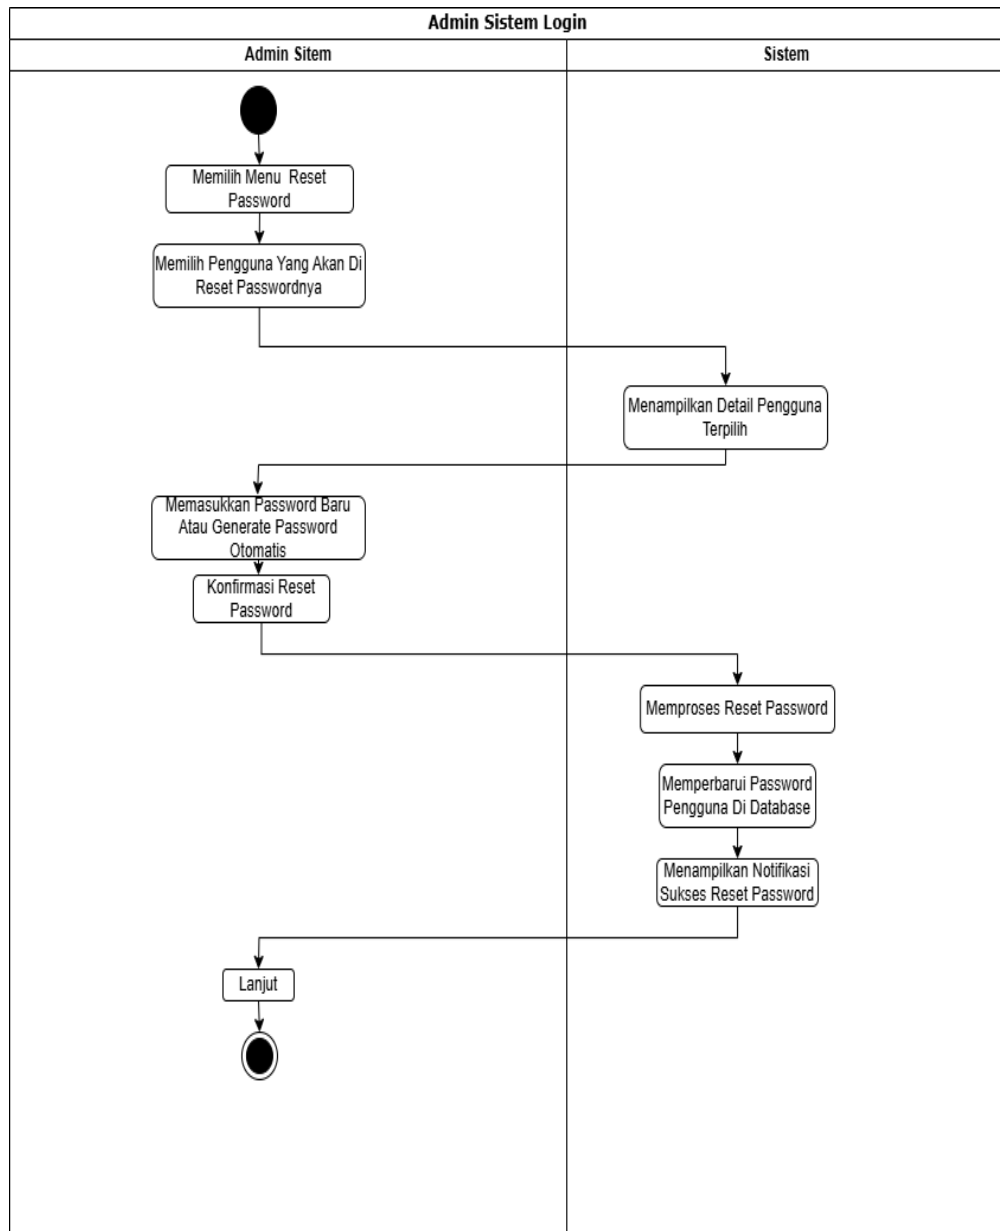 Admin Sistem Login
Admin Sitem
Sistem
Memilih Menu Reset
Password
Memilih Pengguna Yang Akan Di
Reset Passwordnya
Menampilkan Detail Pengguna
Terpilih
Memasukkan Password Baru
Atau Generate Password
Otomatis
Konfirmasi Reset
Password
Memproses Reset Password
Memperbarui Password
Pengguna Di Database
Menampilkan Notifikasi
Sukses Reset Password
Lanjut